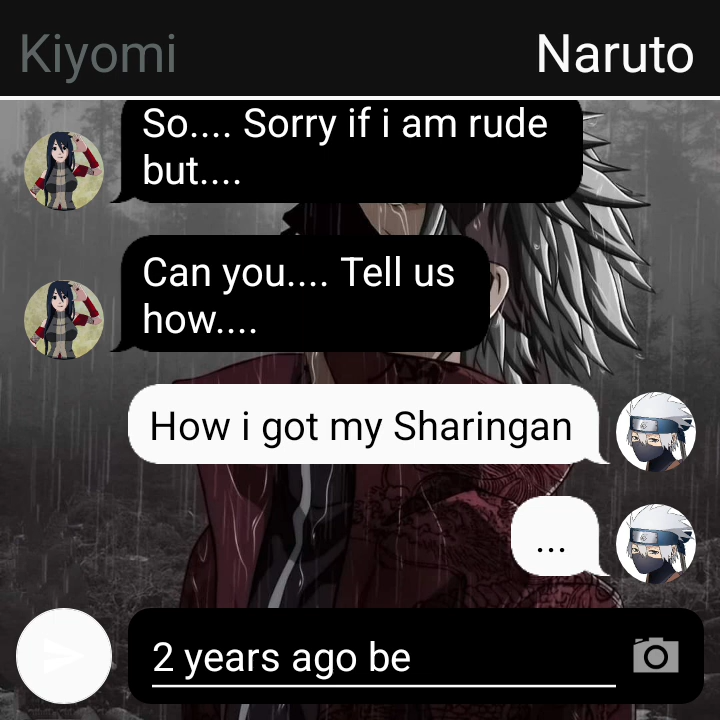 Kiyomi
Naruto
So.... Sorry if i am rude
but....
Can you.... Tell us
how....
How i got my Sharingan
...
2 years ago be